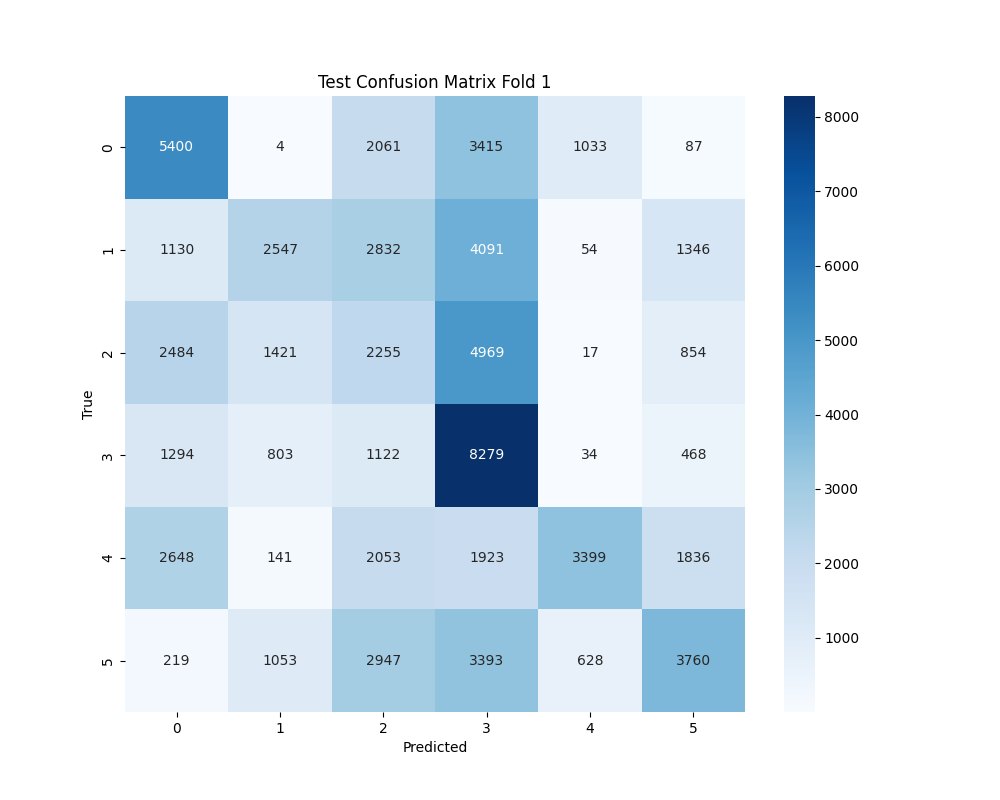 Test Confusion Matrix Fold 1
0 5400 4 2061 3415 1033 87
1 1130 2547 2832 4091 54 1346
2 2484 1421 2255 4969 17 854
3 1294 803 1122 8279 34 468
4 2648 141 2053 1923 3399 1836
5 219 1053 2947 3393 628 3760
0 1 2 3 4 5
Predicted
True
8000
7000
6000
5000
4000
3000
2000
1000